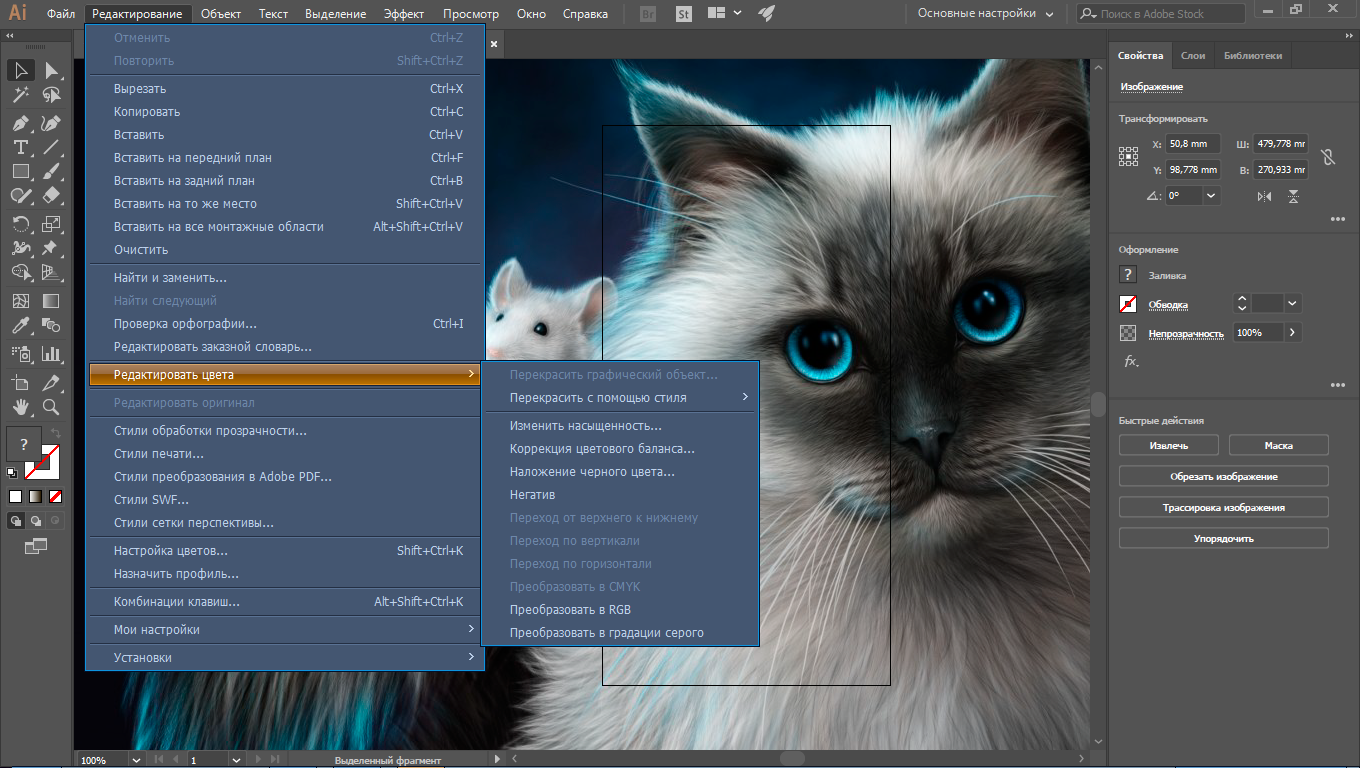 Ai Файл Редактирование Объект Текст Выделение Эффект Просмотр Окно Справка Br St Основные настройки Поиск в Adobe Stock
Отменить Ctrl+Z
Повторить Shift+Ctrl+Z
Вырезать Ctrl+X
Копировать Ctrl+C
Вставить Ctrl+V
Вставить на передний план Ctrl+F
Вставить на задний план Ctrl+B
Вставить на то же место Shift+Ctrl+V
Вставить на все монтажные области Alt+Shift+Ctrl+V
Очистить
Найти и заменить...
Найти следующий
Проверка орфографии... Ctrl+I
Редактировать заказной словарь...
Редактировать цвета
Редактировать оригинал
Стили обработки прозрачности...
Стили печати...
Стили преобразования в Adobe PDF...
Стили SWF...
Стили сетки перспективы...
Настройка цветов... Shift+Ctrl+K
Назначить профиль...
Комбинации клавиш... Alt+Shift+Ctrl+K
Мои настройки
Установки
Перекрасить графический объект...
Перекрасить с помощью стиля
Изменить насыщенность...
Коррекция цветового баланса...
Наложение черного цвета...
Негатив
Переход от верхнего к нижнему
Переход по вертикали
Переход по горизонтали
Преобразовать в CMYK
Преобразовать в RGB
Преобразовать в градации серого
Свойства Слои Библиотеки
Изображение
Трансформировать
X: 50,8 mm Ш: 479,778 mr
Y: 98,778 mm В: 270,933 mr
0°
Оформление
? Заливка
Обводка
Непрозрачность 100%
fx.
Быстрые действия
Извлечь Маска
Обрезать изображение
Трассировка изображения
Упорядочить
?
100% 1 Выделенный фрагмент